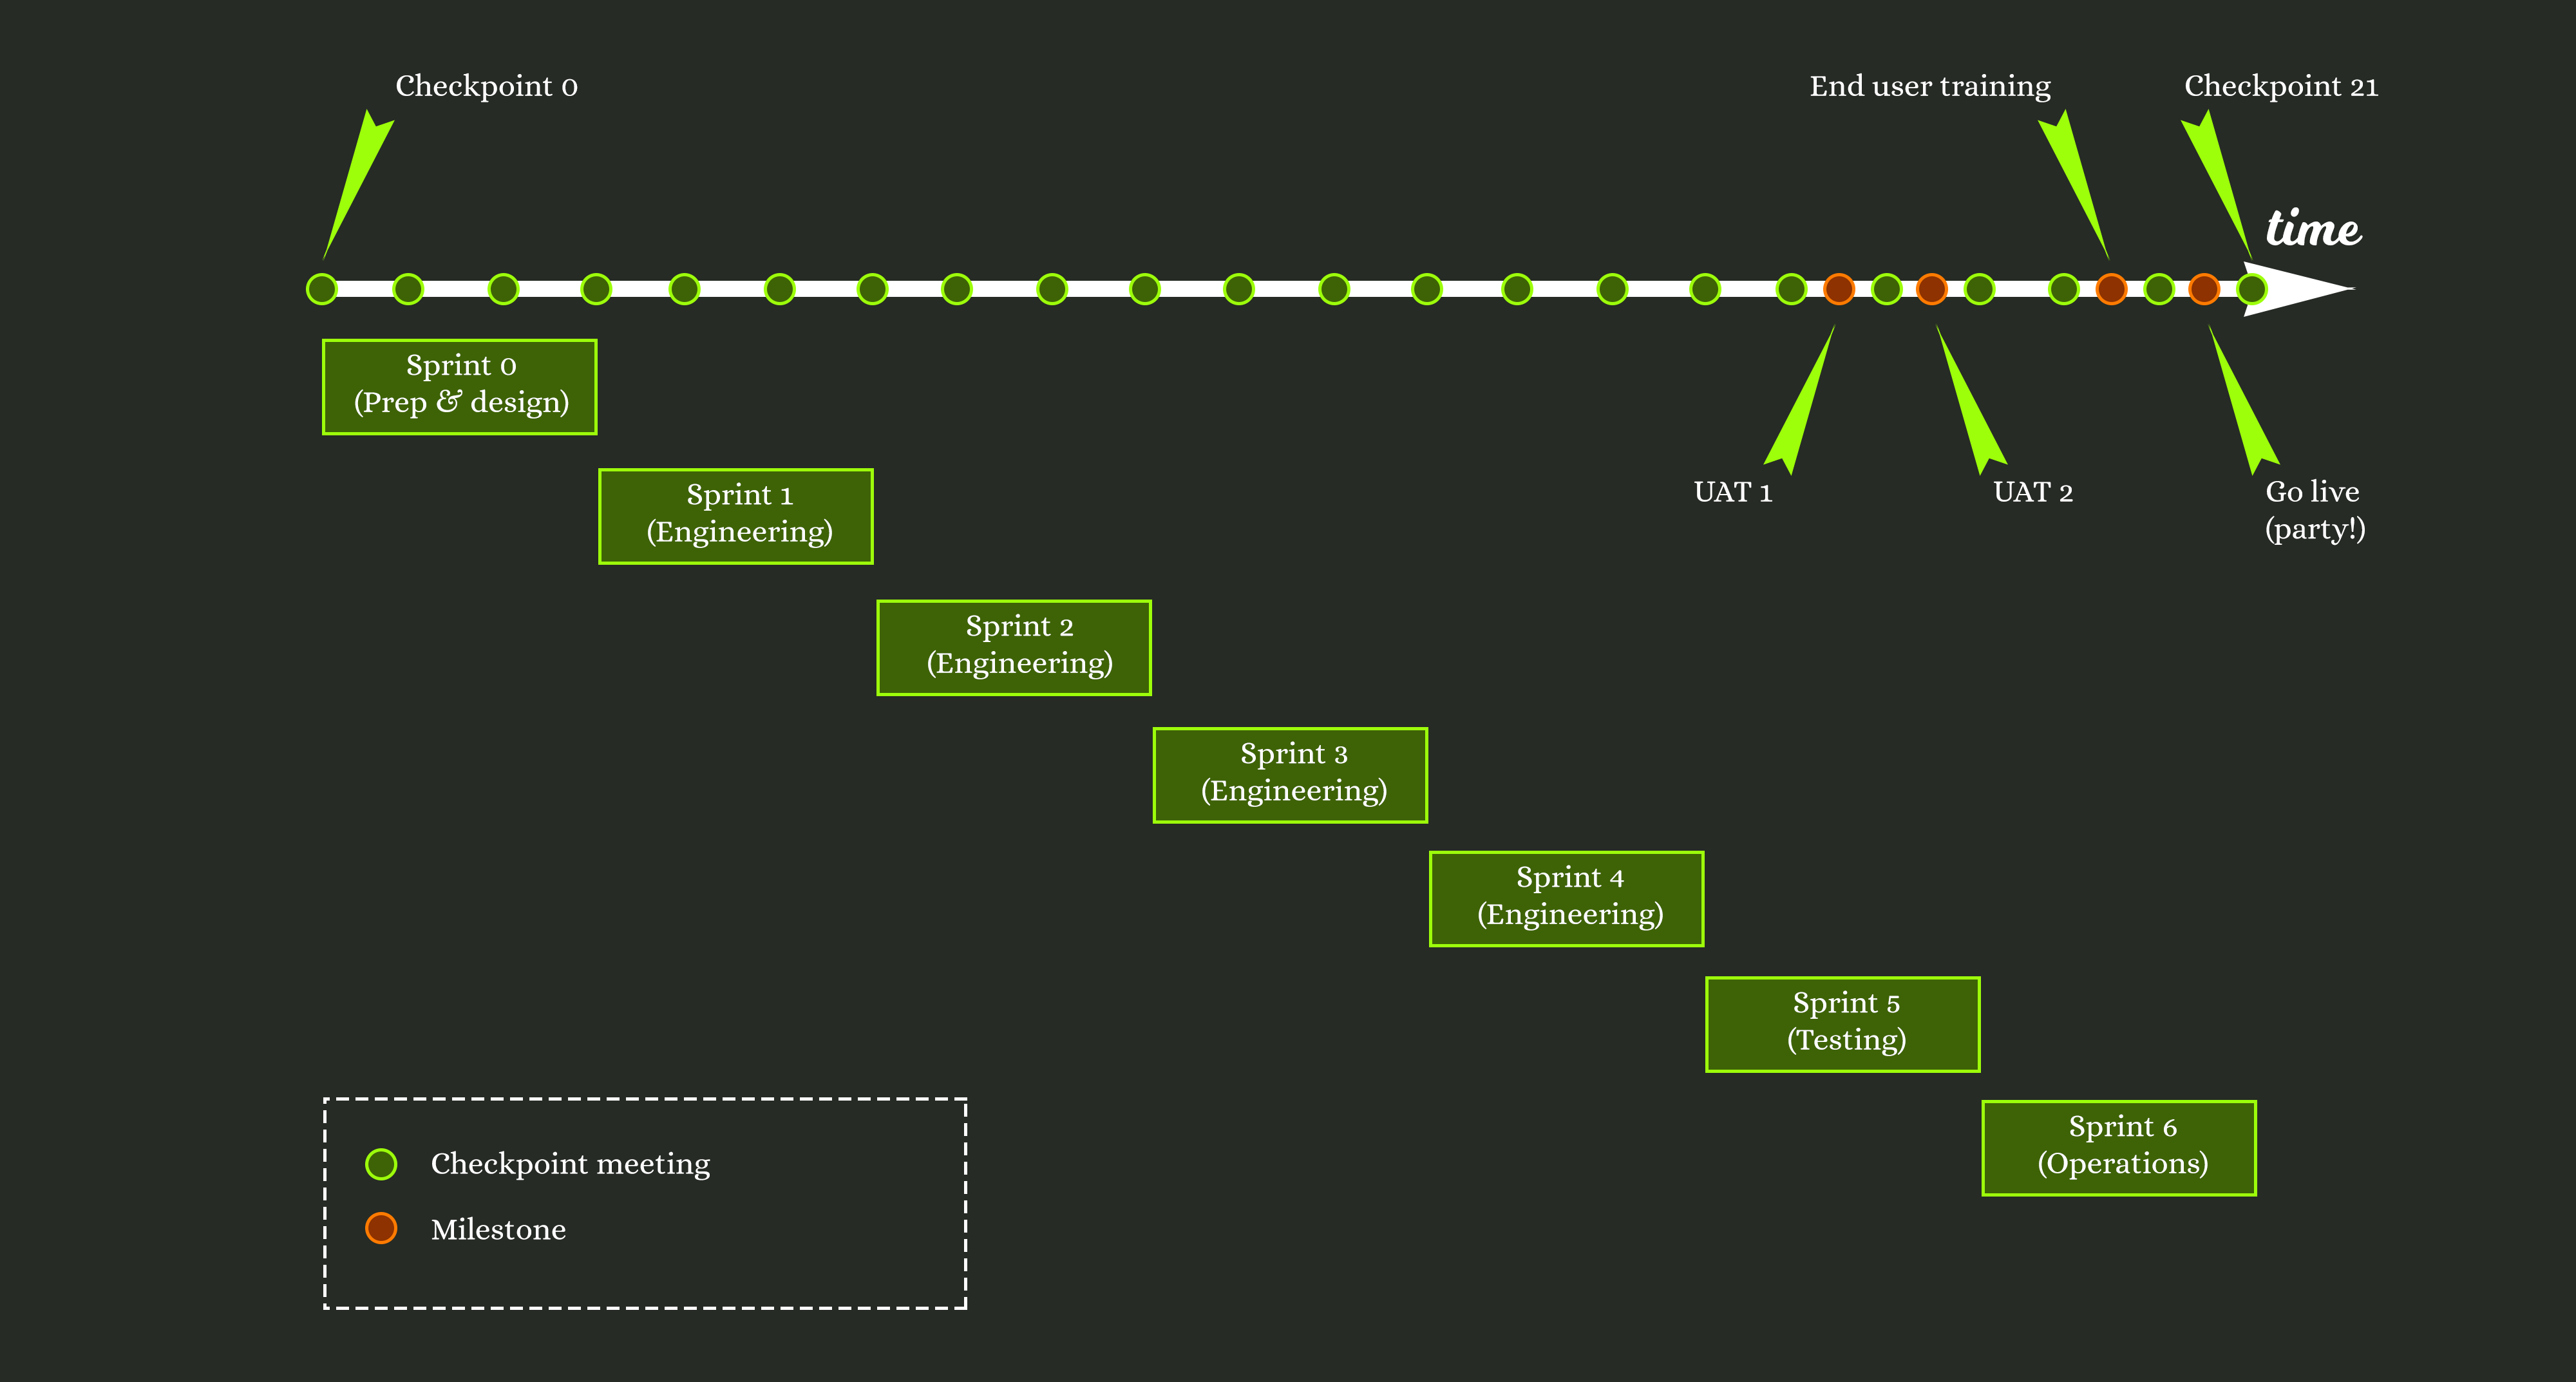 Checkpoint 0
End user training
Checkpoint 21
time
Sprint 0
(Prep & design)
Sprint 1
(Engineering)
UAT 1
UAT 2
Go live
(party!)
Sprint 2
(Engineering)
Sprint 3
(Engineering)
Sprint 4
(Engineering)
Sprint 5
(Testing)
Sprint 6
(Operations)
Checkpoint meeting
Milestone